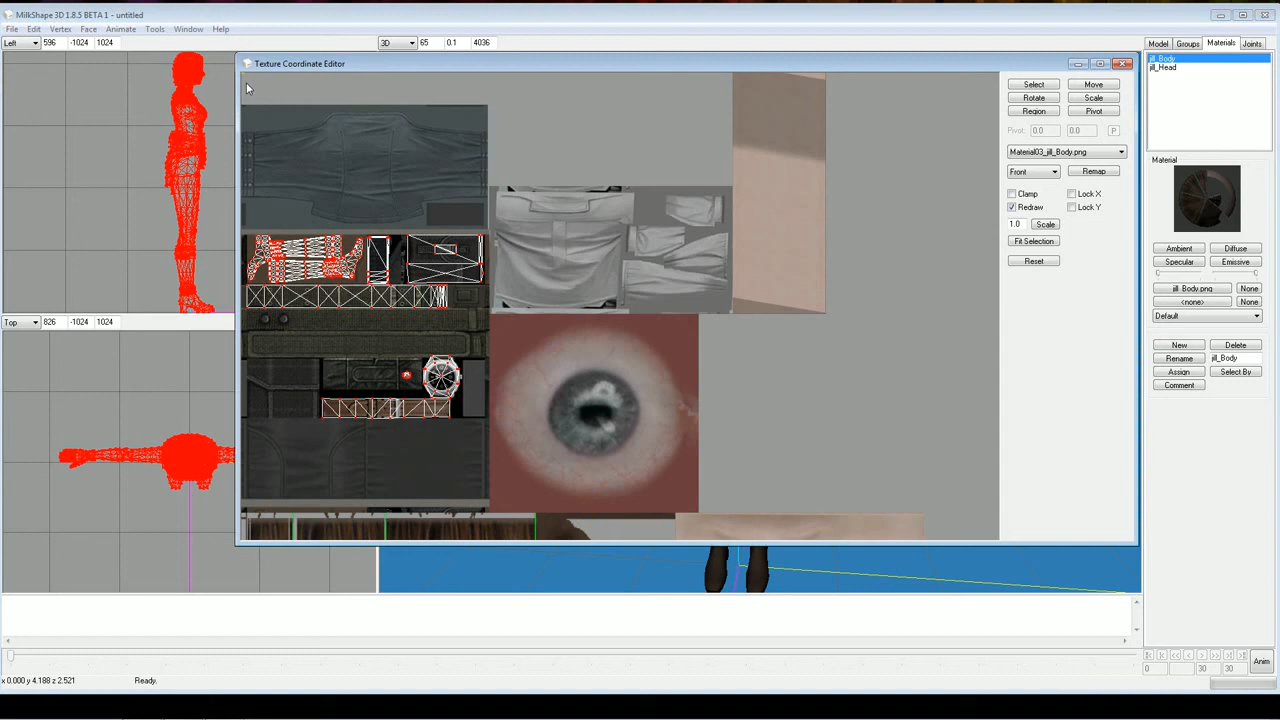 MilkShape 3D 1.8.5 BETA 1 - untitled
File Edit Vertex Face Animate Tools Window Help
Left 596 -1024 1024
3D 65 0.1 4036
Model Groups Materials Joints
jill_Body
jill_Head
Texture Coordinate Editor
Select Move
Rotate Scale
Region Pivot
Pivot: 0.0 0.0 P
Material03_jill_Body.png
Front Remap
Clamp Lock X
Redraw Lock Y
1.0 Scale
Fit Selection
Reset
Material
Ambient Diffuse
Specular Emissive
jill_Body.png None
<none> None
Default
New Delete
Rename jill_Body
Assign Select By
Comment
Top 826 -1024 1024
0 30 30 Anim
x 0.000 y 4.188 z 2.521 Ready.